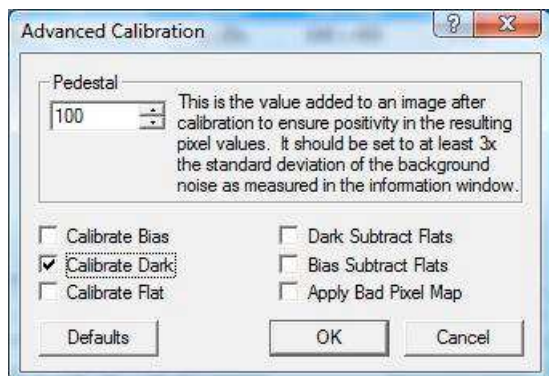 Advanced Calibration
Pedestal
100
This is the value added to an image after
calibration to ensure positivity in the resulting
pixel values. It should be set to at least 3x
the standard deviation of the background
noise as measured in the information window.
Calibrate Bias
Dark Subtract Flats
Calibrate Dark
Bias Subtract Flats
Calibrate Flat
Apply Bad Pixel Map
Defaults
OK
Cancel